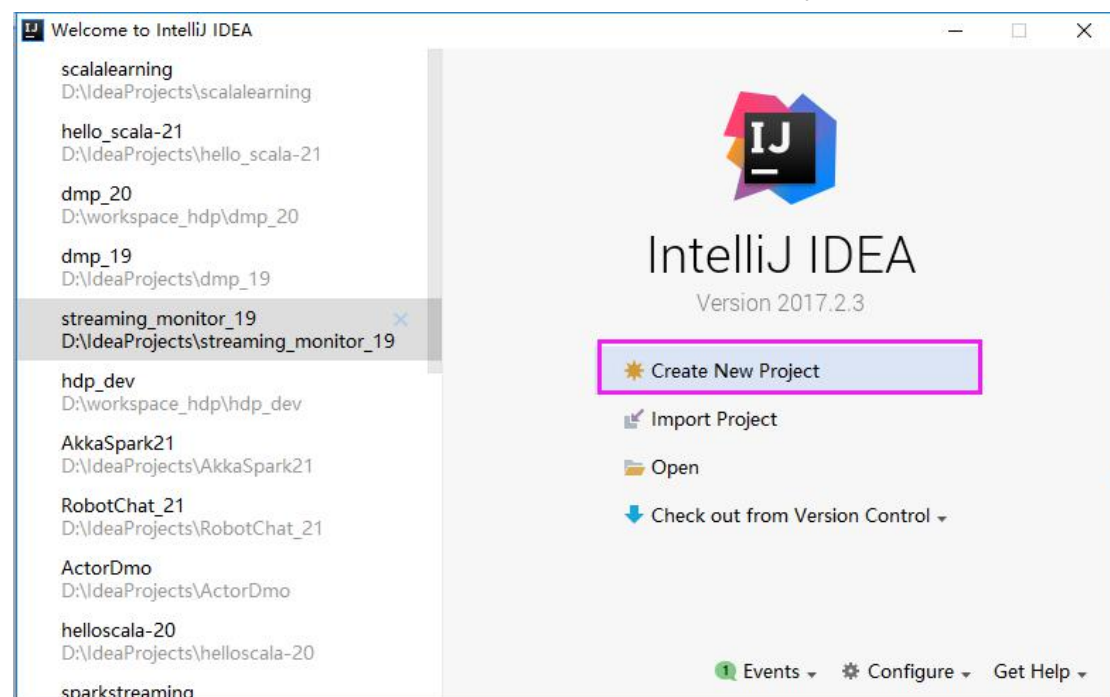 Welcome to IntelliJ IDEA
scalalearning
D:\IdeaProjects\scalalearning
hello_scala-21
D:\IdeaProjects\hello_scala-21
dmp_20
D:\workspace_hdp\dmp_20
dmp_19
D:\IdeaProjects\dmp_19
streaming_monitor_19
D:\IdeaProjects\streaming_monitor_19
hdp_dev
D:\workspace_hdp\hdp_dev
AkkaSpark21
D:\IdeaProjects\AkkaSpark21
RobotChat_21
D:\IdeaProjects\RobotChat_21
ActorDmo
D:\IdeaProjects\ActorDmo
helloscala-20
D:\IdeaProjects\helloscala-20
sparkstreaming
IJ
IntelliJ IDEA
Version 2017.2.3
Create New Project
Import Project
Open
Check out from Version Control
1 Events Configure Get Help